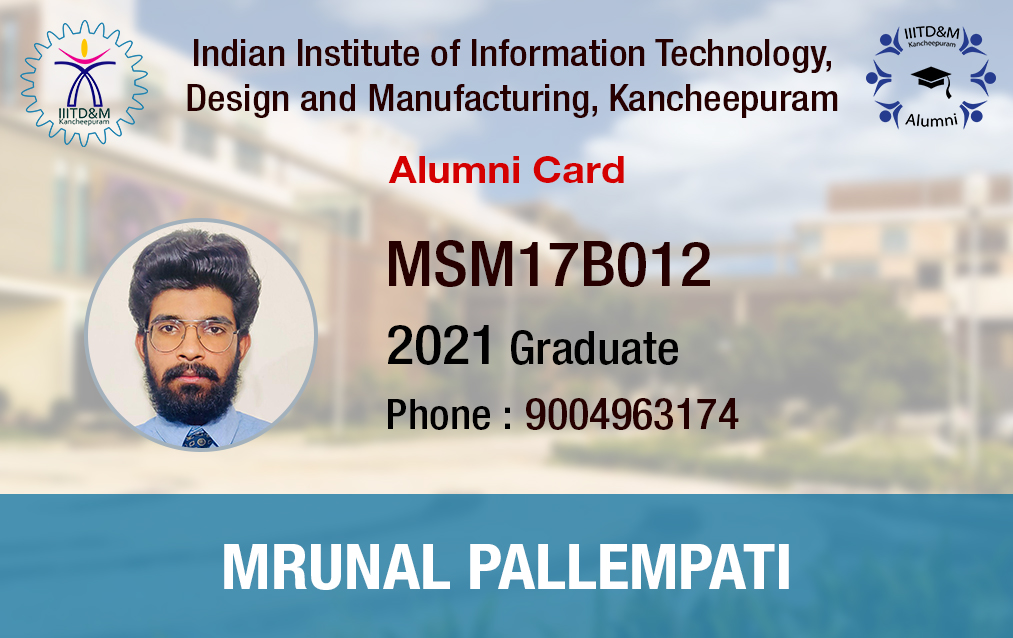 Indian Institute of Information Technology,
Design and Manufacturing, Kancheepuram
IIITD&M
Kancheepuram
IIITD&M
Kancheepuram
Alumni
Alumni Card
MSM17B012
2021 Graduate
Phone : 9004963174
MRUNAL PALLEMPATI